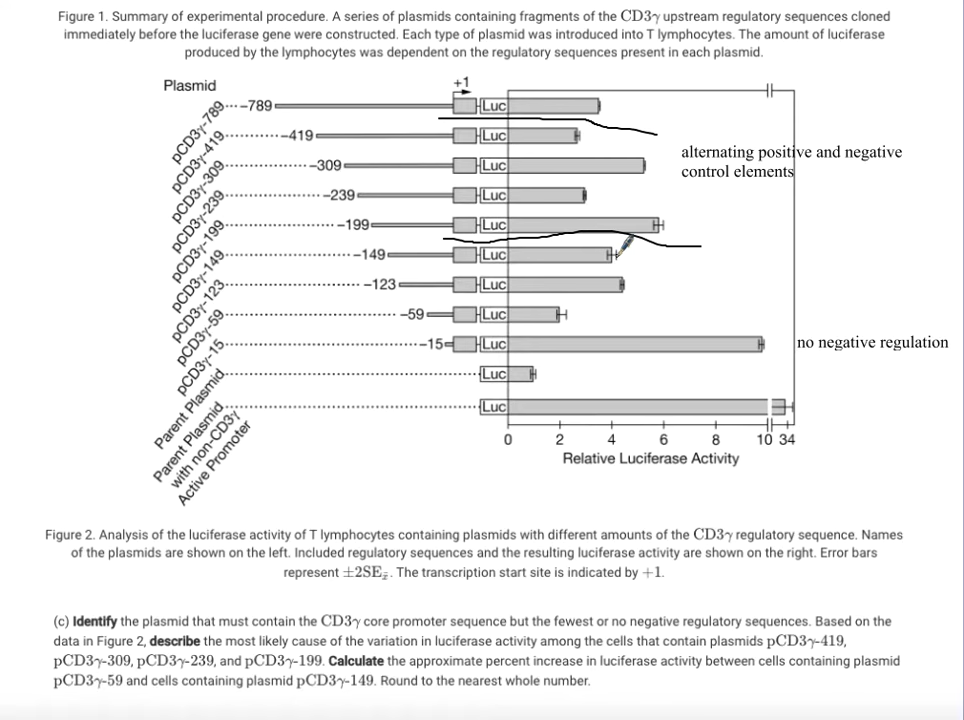 Figure 1. Summary of experimental procedure. A series of plasmids containing fragments of the CD3γ upstream regulatory sequences cloned
immediately before the luciferase gene were constructed. Each type of plasmid was introduced into T lymphocytes. The amount of luciferase
produced by the lymphocytes was dependent on the regulatory sequences present in each plasmid.
Plasmid
+1
pCD3γ-789 -789 Luc
pCD3γ-419 -419 Luc
pCD3γ-309 -309 Luc
pCD3γ-239 -239 Luc
pCD3γ-199 -199 Luc
pCD3γ-149 -149 Luc
pCD3γ-123 -123 Luc
pCD3γ-59 -59 Luc
pCD3γ-15 -15 Luc
Parent Plasmid Luc
Parent Plasmid Luc
with non-CD3γ
Active Promoter
alternating positive and negative
control elements
no negative regulation
0 2 4 6 8 10 34
Relative Luciferase Activity
Figure 2. Analysis of the luciferase activity of T lymphocytes containing plasmids with different amounts of the CD3γ regulatory sequence. Names
of the plasmids are shown on the left. Included regulatory sequences and the resulting luciferase activity are shown on the right. Error bars
represent ±2SEx̄. The transcription start site is indicated by +1.
(c) Identify the plasmid that must contain the CD3γ core promoter sequence but the fewest or no negative regulatory sequences. Based on the
data in Figure 2, describe the most likely cause of the variation in luciferase activity among the cells that contain plasmids pCD3γ-419,
pCD3γ-309, pCD3γ-239, and pCD3γ-199. Calculate the approximate percent increase in luciferase activity between cells containing plasmid
pCD3γ-59 and cells containing plasmid pCD3γ-149. Round to the nearest whole number.